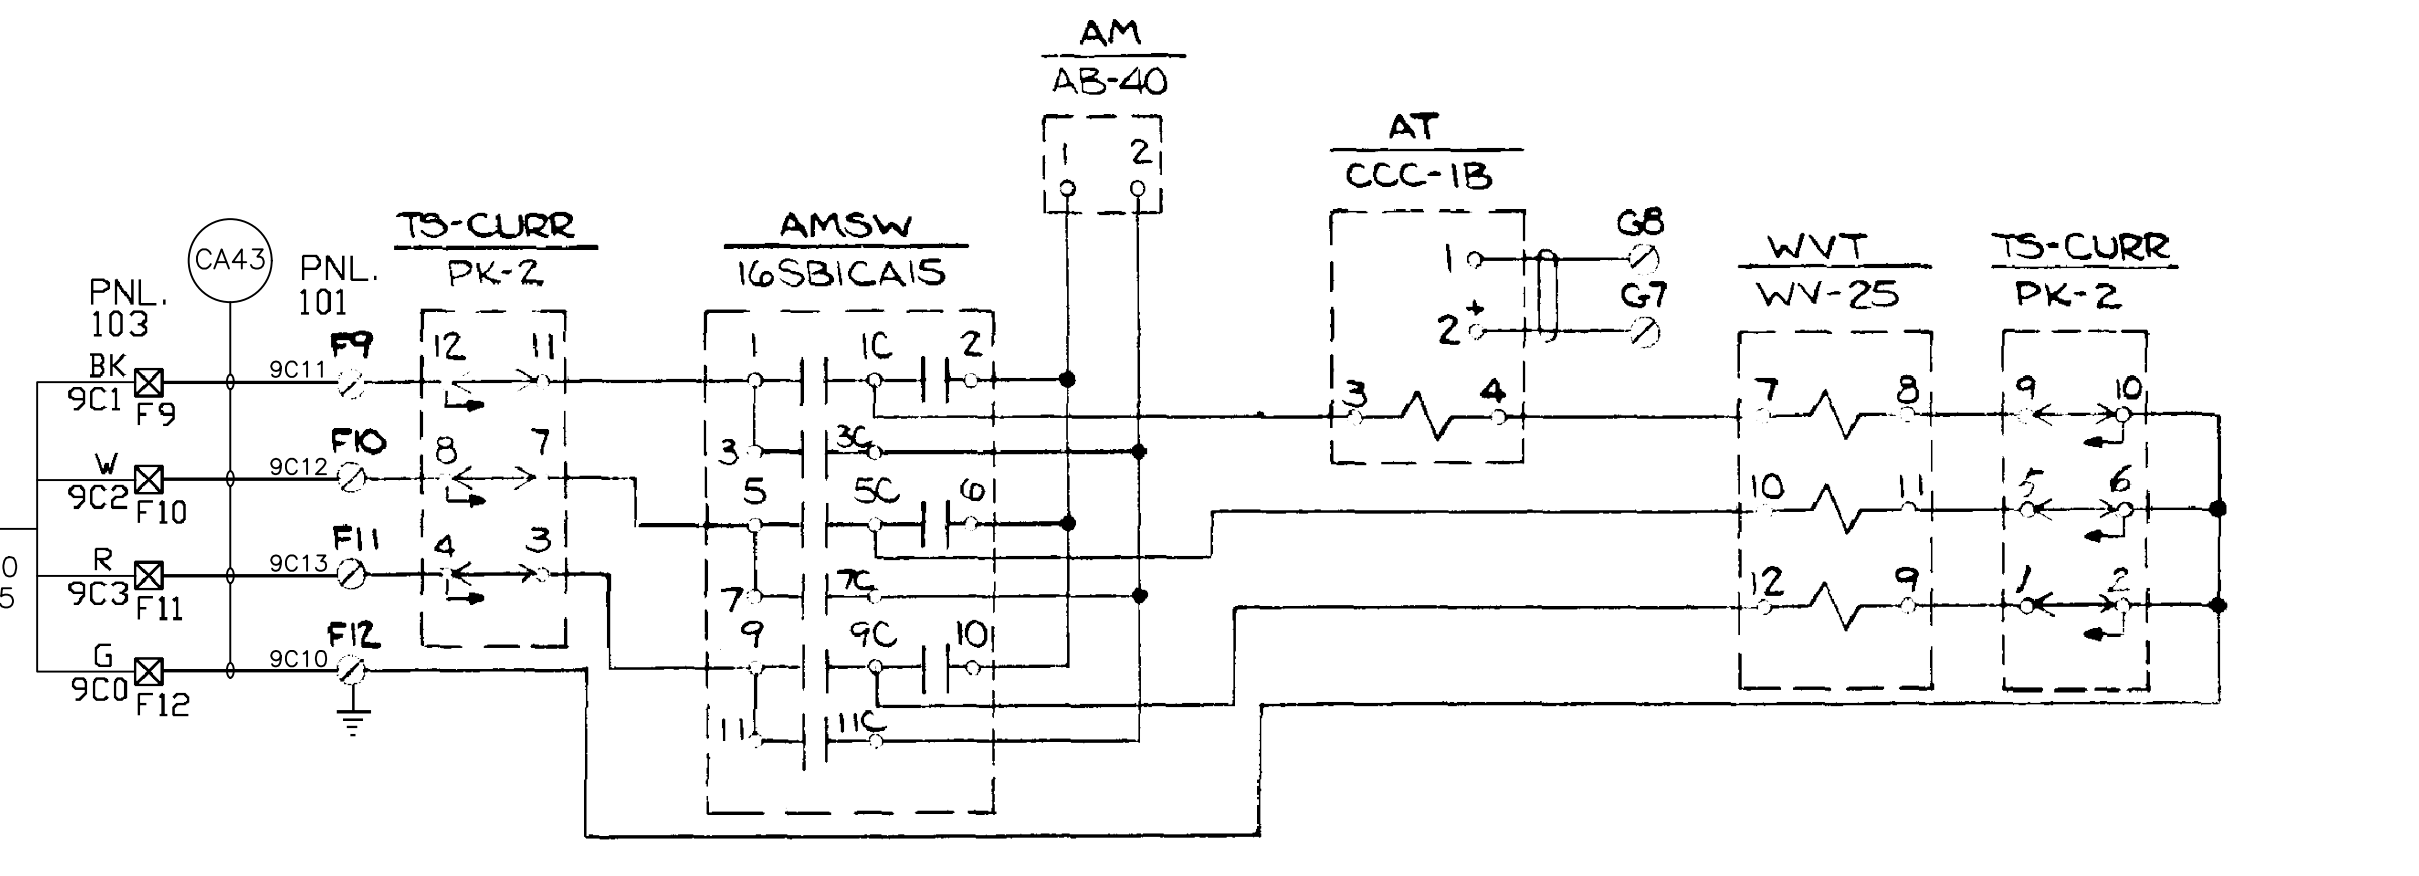 AM
AB-40
1 2
AT
CCC-1B
1
+
2
3 4
G8
G7
TS-CURR
PK-2
AMSW
16SB1CA15
WVT
WV-25
TS-CURR
PK-2
CA43
PNL.
103
PNL.
101
BK
9C1
F9
9C11
F9
12 11
W
9C2
F10
9C12
F10
8 7
R
9C3
F11
9C13
F11
4 3
G
9C0
F12
9C10
F12
0
5
1 1C 2
3 3C
5 5C 6
7 7C
9 9C 10
11 11C
7 8
10 11
12 9
9 10
5 6
1 2